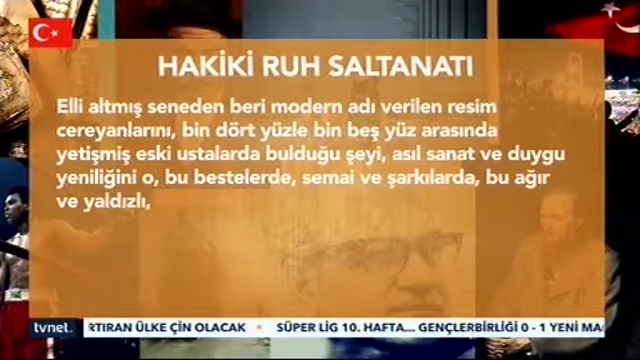 HAKİKİ RUH SALTANATI
Elli altmış seneden beri modern adı verilen resim
cereyanlarını, bin dört yüzle bin beş yüz arasında
yetişmiş eski ustalarda bulduğu şeyi, asıl sanat ve duygu
yeniliğini o, bu bestelerde, semai ve şarkılarda, bu ağır
ve yaldızlı,
tvnet. RTIRAN ÜLKE ÇİN OLACAK • SÜPER LİG 10. HAFTA... GENÇLERBİRLİĞİ 0 - 1 YENİ MA